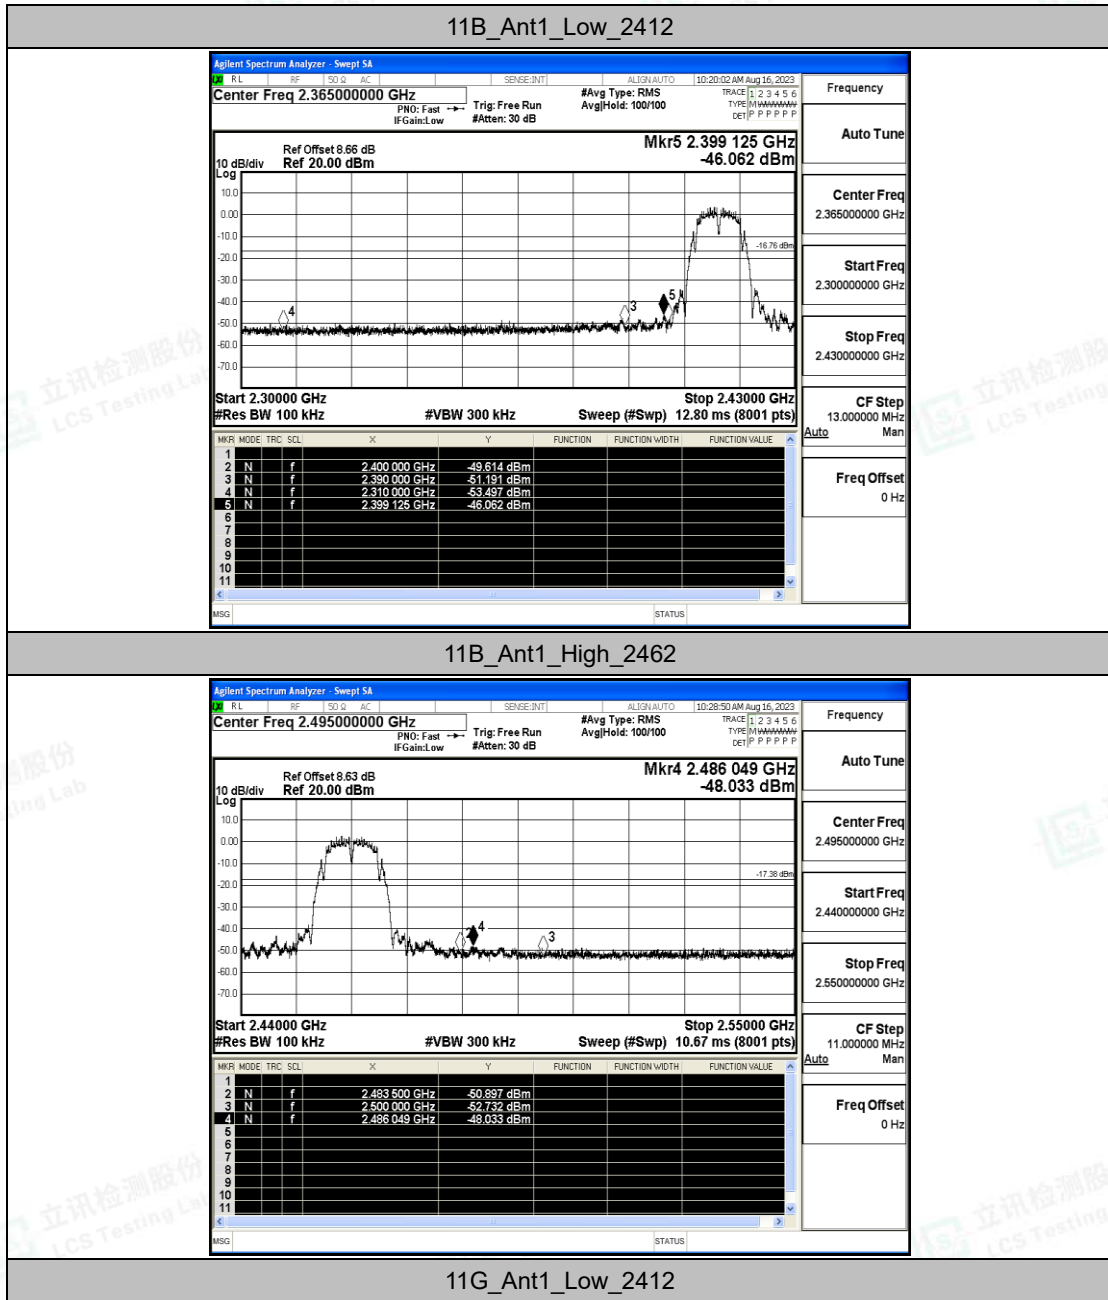 11B_Ant1_Low_2412
Agilent Spectrum Analyzer - Swept SA
RL RF 50 Ω AC SENSE:INT ALIGN AUTO 10:20:02 AM Aug 16, 2023
Center Freq 2.365000000 GHz
PNO: Fast
IFGain:Low
Trig: Free Run
#Atten: 30 dB
#Avg Type: RMS
Avg|Hold: 100/100
TRACE 1 2 3 4 5 6
TYPE M
DET P P P P P P
Ref Offset 8.66 dB
10 dB/div Ref 20.00 dBm
Log
Mkr5 2.399 125 GHz
-46.062 dBm
10.0
0.00
-10.0
-16.76 dBm
-20.0
-30.0
-40.0
-50.0
-60.0
-70.0
4
3
5
Start 2.30000 GHz Stop 2.43000 GHz
#Res BW 100 kHz #VBW 300 kHz Sweep (#Swp) 12.80 ms (8001 pts)
MKR MODE TRC SCL X Y FUNCTION FUNCTION WIDTH FUNCTION VALUE
1
2 N f 2.400 000 GHz -49.614 dBm
3 N f 2.390 000 GHz -51.191 dBm
4 N f 2.310 000 GHz -53.497 dBm
5 N f 2.399 125 GHz -46.062 dBm
6
7
8
9
10
11
MSG STATUS
Frequency
Auto Tune
Center Freq
2.365000000 GHz
Start Freq
2.300000000 GHz
Stop Freq
2.430000000 GHz
CF Step
13.000000 MHz
Auto Man
Freq Offset
0 Hz
11B_Ant1_High_2462
Agilent Spectrum Analyzer - Swept SA
RL RF 50 Ω AC SENSE:INT ALIGN AUTO 10:28:50 AM Aug 16, 2023
Center Freq 2.495000000 GHz
PNO: Fast
IFGain:Low
Trig: Free Run
#Atten: 30 dB
#Avg Type: RMS
Avg|Hold: 100/100
TRACE 1 2 3 4 5 6
TYPE M
DET P P P P P P
Ref Offset 8.63 dB
10 dB/div Ref 20.00 dBm
Log
Mkr4 2.486 049 GHz
-48.033 dBm
10.0
0.00
-10.0
-17.38 dBm
-20.0
-30.0
-40.0
-50.0
-60.0
-70.0
2
4
3
Start 2.44000 GHz Stop 2.55000 GHz
#Res BW 100 kHz #VBW 300 kHz Sweep (#Swp) 10.67 ms (8001 pts)
MKR MODE TRC SCL X Y FUNCTION FUNCTION WIDTH FUNCTION VALUE
1
2 N f 2.483 500 GHz -50.897 dBm
3 N f 2.500 000 GHz -52.732 dBm
4 N f 2.486 049 GHz -48.033 dBm
5
6
7
8
9
10
11
MSG STATUS
Frequency
Auto Tune
Center Freq
2.495000000 GHz
Start Freq
2.440000000 GHz
Stop Freq
2.550000000 GHz
CF Step
11.000000 MHz
Auto Man
Freq Offset
0 Hz
11G_Ant1_Low_2412
立讯检测股份
LCS Testing Lab